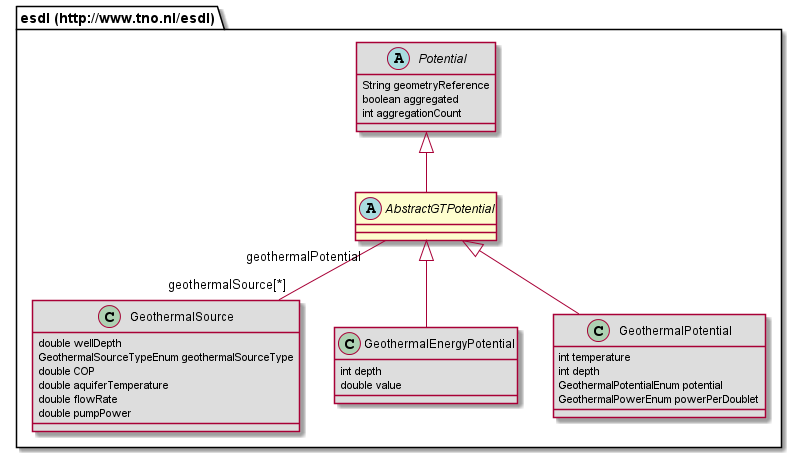 esdl (http://www.tno.nl/esdl)
A Potential
String geometryReference
boolean aggregated
int aggregationCount
A AbstractGTPotential
geothermalPotential
geothermalSource[*]
C GeothermalSource
double wellDepth
GeothermalSourceTypeEnum geothermalSourceType
double COP
double aquiferTemperature
double flowRate
double pumpPower
C GeothermalEnergyPotential
int depth
double value
C GeothermalPotential
int temperature
int depth
GeothermalPotentialEnum potential
GeothermalPowerEnum powerPerDoublet